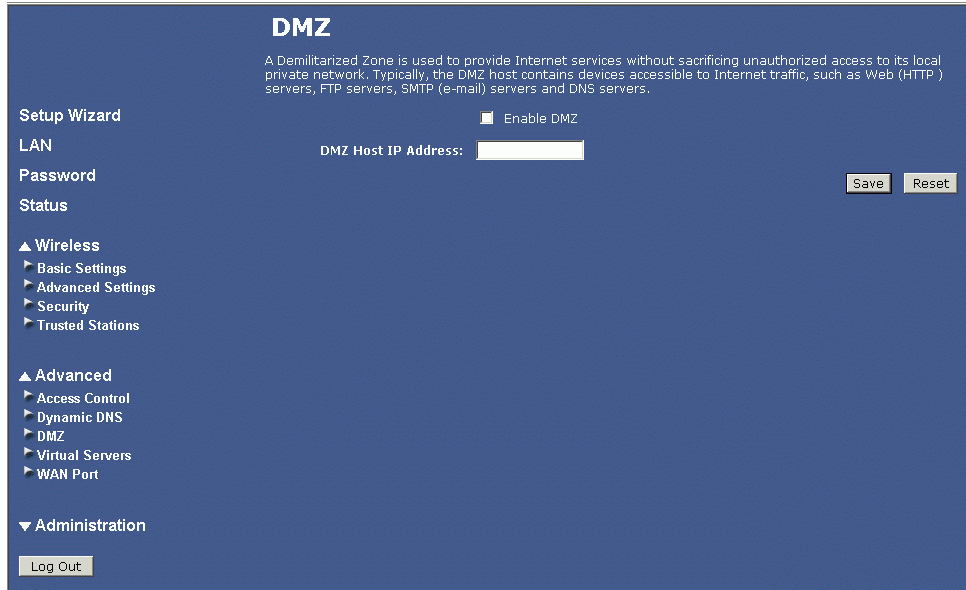 DMZ
A Demilitarized Zone is used to provide Internet services without sacrificing unauthorized access to its local
private network. Typically, the DMZ host contains devices accessible to Internet traffic, such as Web (HTTP )
servers, FTP servers, SMTP (e-mail) servers and DNS servers.
Enable DMZ
DMZ Host IP Address:
Save Reset
Setup Wizard
LAN
Password
Status
Wireless
Basic Settings
Advanced Settings
Security
Trusted Stations
Advanced
Access Control
Dynamic DNS
DMZ
Virtual Servers
WAN Port
Administration
Log Out